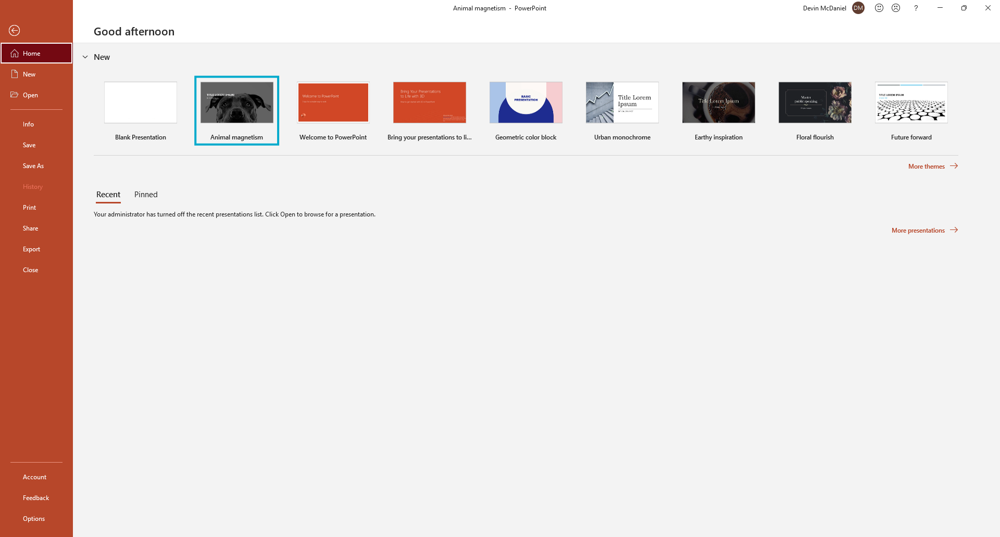 Animal magnetism - PowerPoint
Devin McDaniel
DM
?
Good afternoon
Home
New
Open
Info
Save
Save As
History
Print
Share
Export
Close
Account
Feedback
Options
New
TITLE LOREM IPSUM
Welcome to PowerPoint
Bring Your Presentations
to Life with 3D
BASIC
PRESENTATION
Title Lorem
Ipsum
SIT DOLOR AMET
Title Lorem Ipsum
Master
public speaking
TITLE LOREM IPSUM
Blank Presentation
Animal magnetism
Welcome to PowerPoint
Bring your presentations to li...
Geometric color block
Urban monochrome
Earthy inspiration
Floral flourish
Future forward
More themes
Recent
Pinned
Your administrator has turned off the recent presentations list. Click Open to browse for a presentation.
More presentations